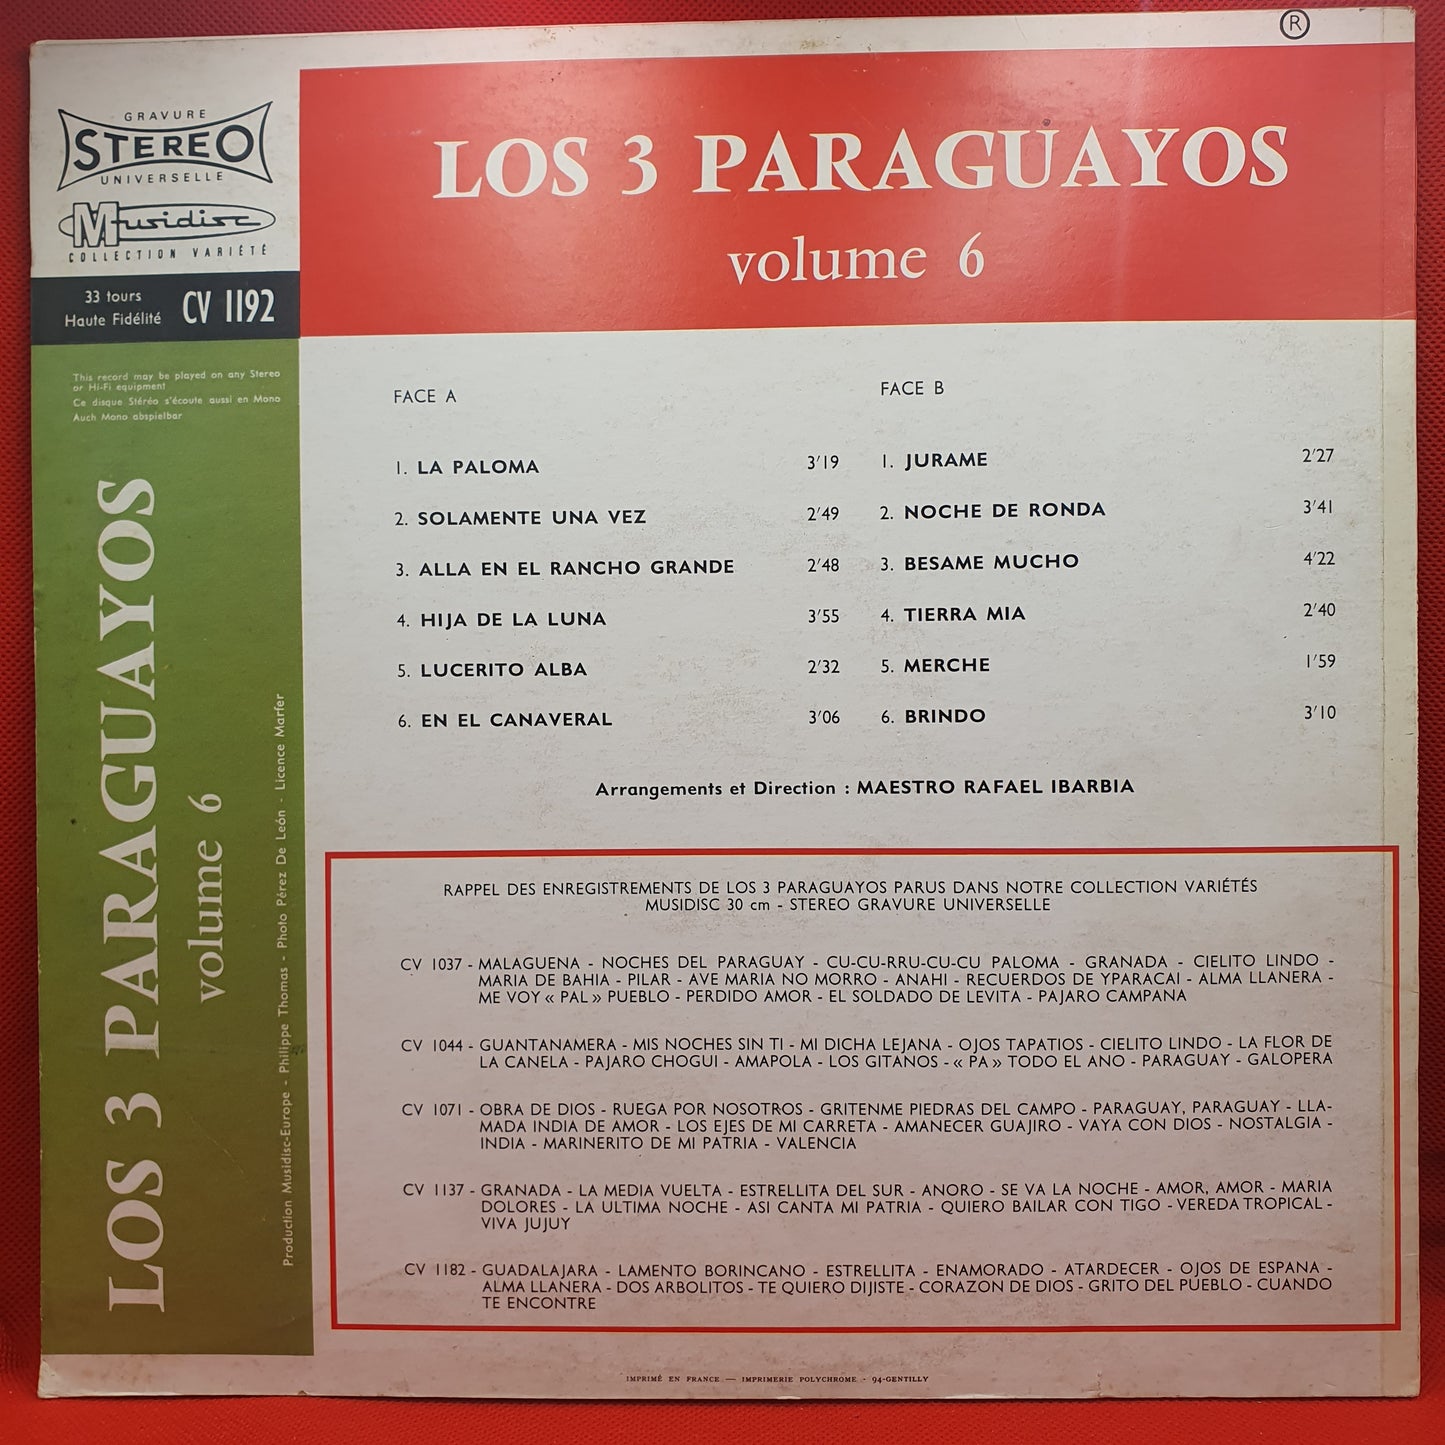 ®
GRAVURE
STEREO
UNIVERSELLE
Musidisc
COLLECTION VARIÉTÉ
33 tours
Haute Fidélité
CV 1192
This record may be played on any Stereo
or Hi-Fi equipment
Ce disque Stéréo s'écoute aussi en Mono
Auch Mono abspielbar
LOS 3 PARAGUAYOS
volume 6
Production Musidisc-Europe - Philippe Thomas - Photo Pérez De León - Licence Marfer
LOS 3 PARAGUAYOS
volume 6
FACE A
1. LA PALOMA 3'19
2. SOLAMENTE UNA VEZ 2'49
3. ALLA EN EL RANCHO GRANDE 2'48
4. HIJA DE LA LUNA 3'55
5. LUCERITO ALBA 2'32
6. EN EL CANAVERAL 3'06
FACE B
1. JURAME 2'27
2. NOCHE DE RONDA 3'41
3. BESAME MUCHO 4'22
4. TIERRA MIA 2'40
5. MERCHE 1'59
6. BRINDO 3'10
Arrangements et Direction : MAESTRO RAFAEL IBARBIA
RAPPEL DES ENREGISTREMENTS DE LOS 3 PARAGUAYOS PARUS DANS NOTRE COLLECTION VARIÉTÉS
MUSIDISC 30 cm - STEREO GRAVURE UNIVERSELLE
CV 1037 - MALAGUENA - NOCHES DEL PARAGUAY - CU-CU-RRU-CU-CU PALOMA - GRANADA - CIELITO LINDO -
MARIA DE BAHIA - PILAR - AVE MARIA NO MORRO - ANAHI - RECUERDOS DE YPARACAI - ALMA LLANERA -
ME VOY « PAL » PUEBLO - PERDIDO AMOR - EL SOLDADO DE LEVITA - PAJARO CAMPANA
CV 1044 - GUANTANAMERA - MIS NOCHES SIN TI - MI DICHA LEJANA - OJOS TAPATIOS - CIELITO LINDO - LA FLOR DE
LA CANELA - PAJARO CHOGUI - AMAPOLA - LOS GITANOS - « PA » TODO EL ANO - PARAGUAY - GALOPERA
CV 1071 - OBRA DE DIOS - RUEGA POR NOSOTROS - GRITENME PIEDRAS DEL CAMPO - PARAGUAY, PARAGUAY - LLA-
MADA INDIA DE AMOR - LOS EJES DE MI CARRETA - AMANECER GUAJIRO - VAYA CON DIOS - NOSTALGIA -
INDIA - MARINERITO DE MI PATRIA - VALENCIA
CV 1137 - GRANADA - LA MEDIA VUELTA - ESTRELLITA DEL SUR - ANORO - SE VA LA NOCHE - AMOR, AMOR - MARIA
DOLORES - LA ULTIMA NOCHE - ASI CANTA MI PATRIA - QUIERO BAILAR CON TIGO - VEREDA TROPICAL -
VIVA JUJUY
CV 1182 - GUADALAJARA - LAMENTO BORINCANO - ESTRELLITA - ENAMORADO - ATARDECER - OJOS DE ESPANA -
ALMA LLANERA - DOS ARBOLITOS - TE QUIERO DIJISTE - CORAZON DE DIOS - GRITO DEL PUEBLO - CUANDO
TE ENCONTRE
IMPRIMÉ EN FRANCE — IMPRIMERIE POLYCHROME - 94-GENTILLY